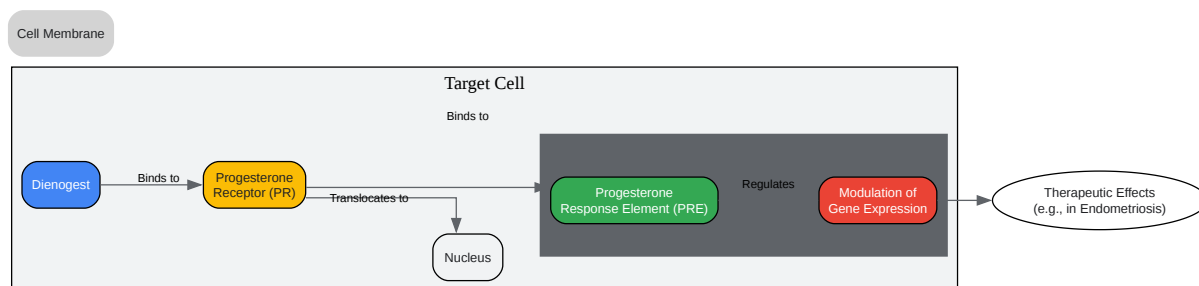 Cell Membrane
Target Cell
Binds to
Dienogest
Binds to
Progesterone
Receptor (PR)
Translocates to
Nucleus
Progesterone
Response Element (PRE)
Regulates
Modulation of
Gene Expression
Therapeutic Effects
(e.g., in Endometriosis)